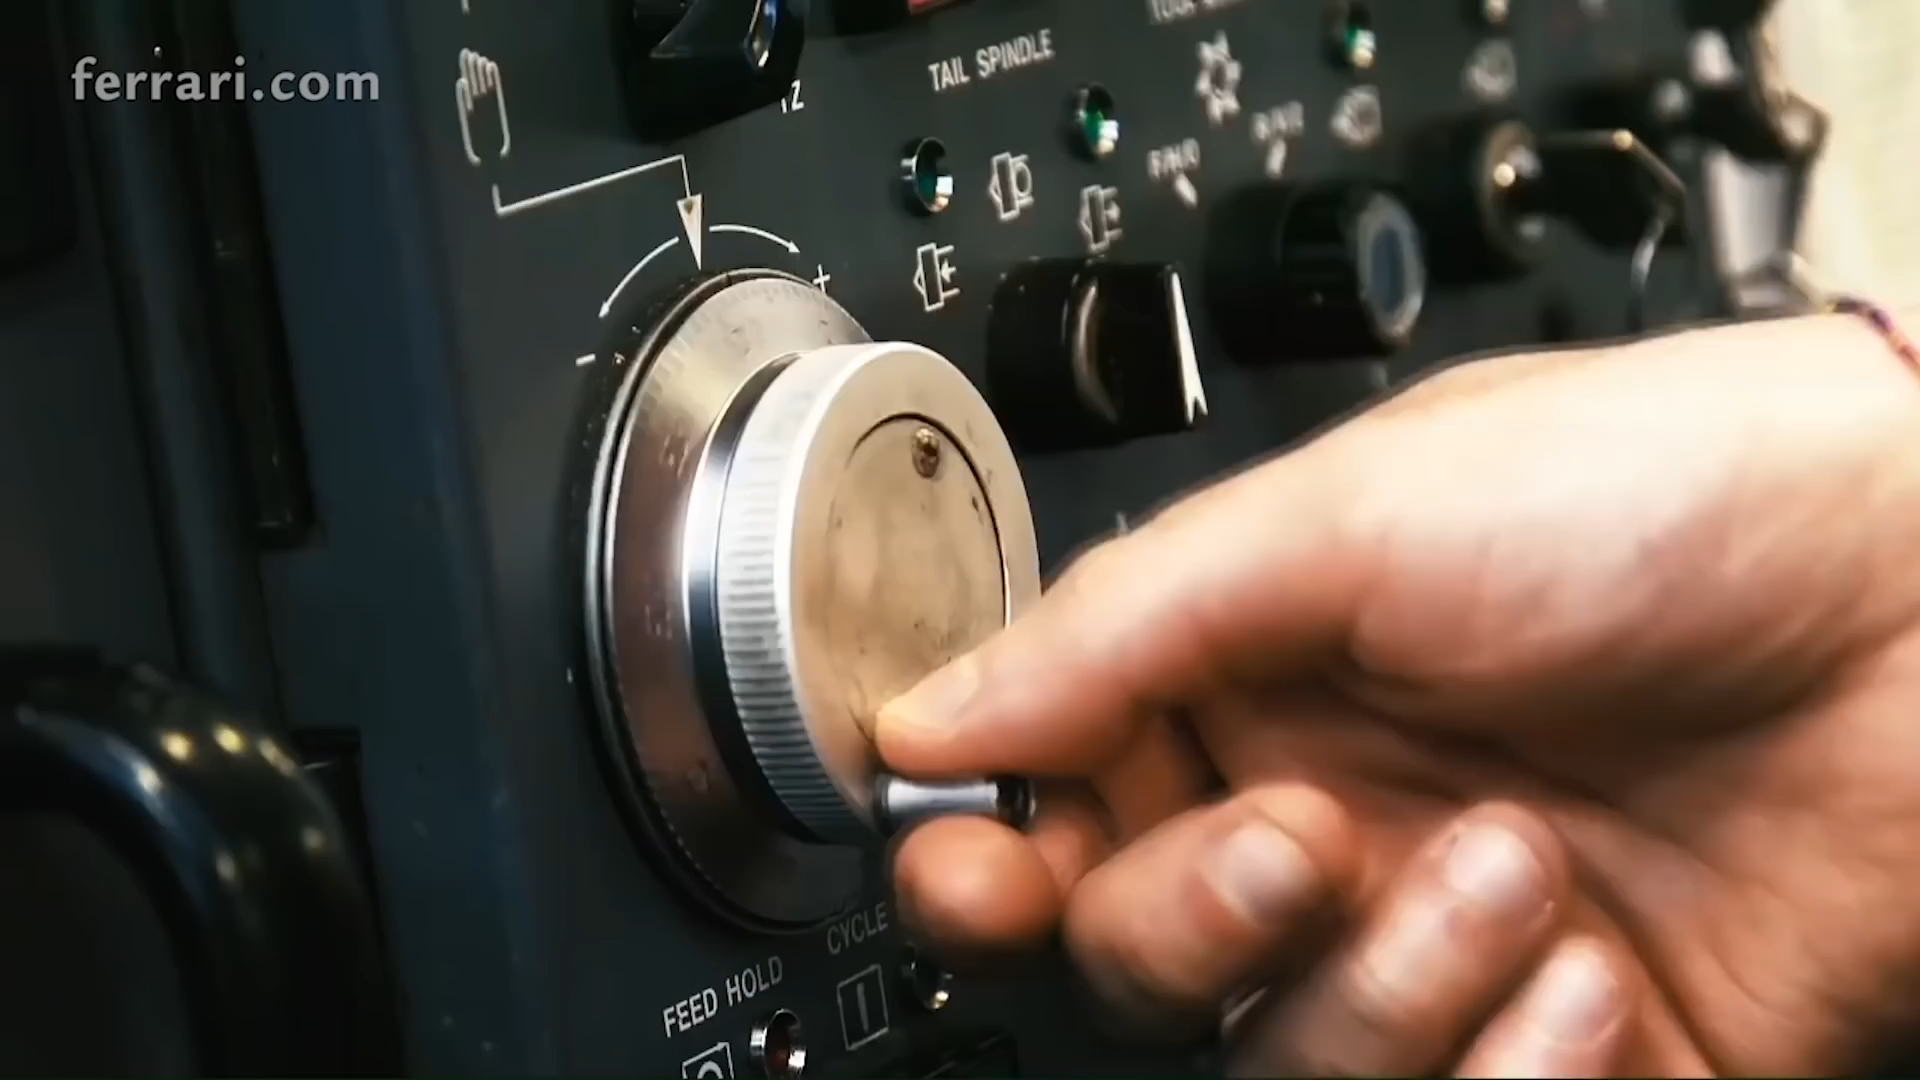 ferrari.com
TAIL SPINDLE
Z
+
-
CYCLE
FEED HOLD